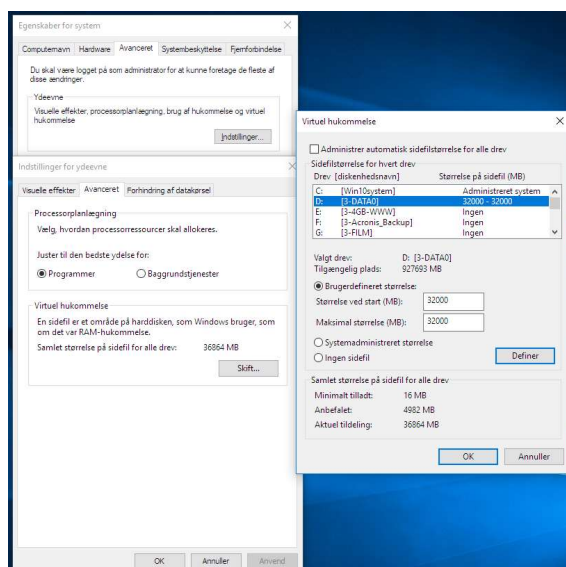 Egenskaber for system
Computernavn Hardware Avanceret Systembeskyttelse Fjernforbindelse
Du skal være logget på som administrator for at kunne foretage de fleste af
disse ændringer.
Ydeevne
Visuelle effekter, processorplanlægning, brug af hukommelse og virtuel
hukommelse
Indstillinger...
Indstillinger for ydeevne
Visuelle effekter Avanceret Forhindring af datakørsel
Processorplanlægning
Vælg, hvordan processorressourcer skal allokeres.
Juster til den bedste ydelse for:
Programmer Baggrundstjenester
Virtuel hukommelse
En sidefil er et område på harddisken, som Windows bruger, som
om det var RAM-hukommelse.
Samlet størrelse på sidefil for alle drev: 36864 MB
Skift...
OK Annuller Anvend
Virtuel hukommelse
Administrer automatisk sidefilstørrelse for alle drev
Sidefilstørrelse for hvert drev
Drev [diskenhedsnavn] Størrelse på sidefil (MB)
C: [Win10system] Administreret system
D: [3-DATA0] 32000 - 32000
E: [3-4GB-WWW] Ingen
F: [3-Acronis_Backup] Ingen
G: [3-FILM] Ingen
Valgt drev: D: [3-DATA0]
Tilgængelig plads: 927693 MB
Brugerdefineret størrelse:
Størrelse ved start (MB): 32000
Maksimal størrelse (MB): 32000
Systemadministreret størrelse
Ingen sidefil Definer
Samlet størrelse på sidefil for alle drev
Minimalt tilladt: 16 MB
Anbefalet: 4982 MB
Aktuel tildeling: 36864 MB
OK Annuller